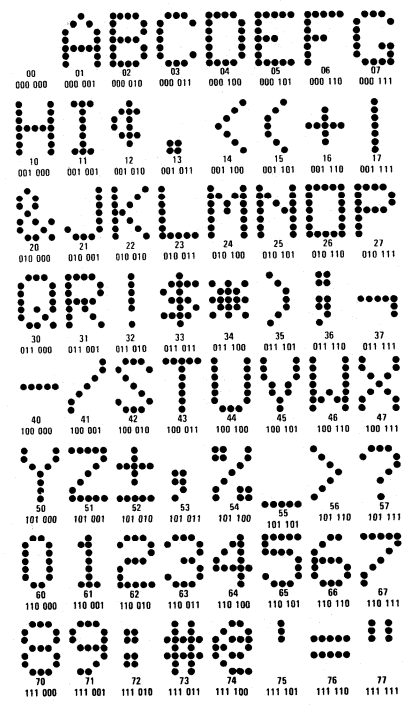 A B C D E F G
00 01 02 03 04 05 06 07
000 000 000 001 000 010 000 011 000 100 000 101 000 110 000 111
H I ¢ . < ( + |
10 11 12 13 14 15 16 17
001 000 001 001 001 010 001 011 001 100 001 101 001 110 001 111
& J K L M N O P
20 21 22 23 24 25 26 27
010 000 010 001 010 010 010 011 010 100 010 101 010 110 010 111
Q R ! $ * ) ; ¬
30 31 32 33 34 35 36 37
011 000 011 001 011 010 011 011 011 100 011 101 011 110 011 111
- / S T U V W X
40 41 42 43 44 45 46 47
100 000 100 001 100 010 100 011 100 100 100 101 100 110 100 111
Y Z ± , % _ > ?
50 51 52 53 54 55 56 57
101 000 101 001 101 010 101 011 101 100 101 101 101 110 101 111
0 1 2 3 4 5 6 7
60 61 62 63 64 65 66 67
110 000 110 001 110 010 110 011 110 100 110 101 110 110 110 111
8 9 : # @ ' = "
70 71 72 73 74 75 76 77
111 000 111 001 111 010 111 011 111 100 111 101 111 110 111 111